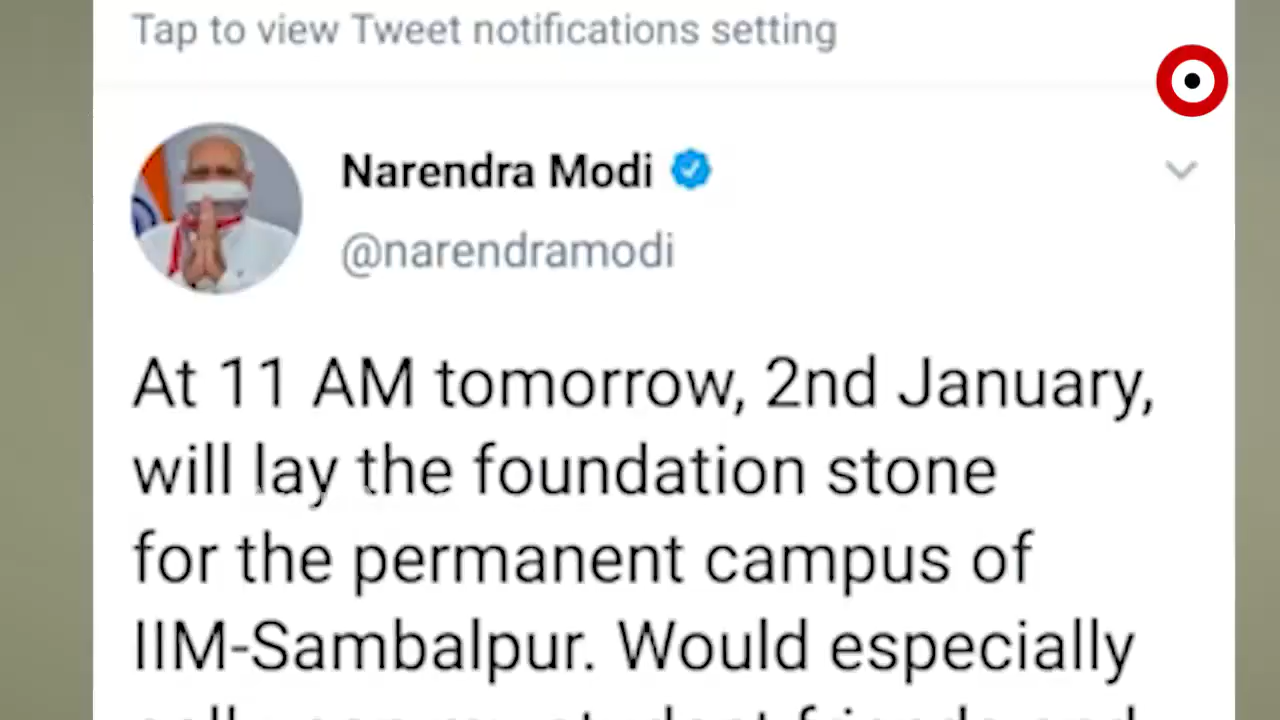 Tap to view Tweet notifications setting
Narendra Modi
@narendramodi
At 11 AM tomorrow, 2nd January,
will lay the foundation stone
for the permanent campus of
IIM-Sambalpur. Would especially